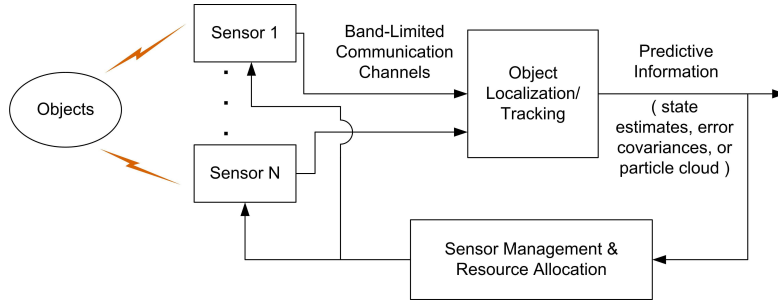 Sensor 1
Band-Limited
Communication
Channels
Object
Localization/
Tracking
Predictive
Information
( state
estimates, error
covariances, or
particle cloud )
Objects
Sensor N
Sensor Management &
Resource Allocation